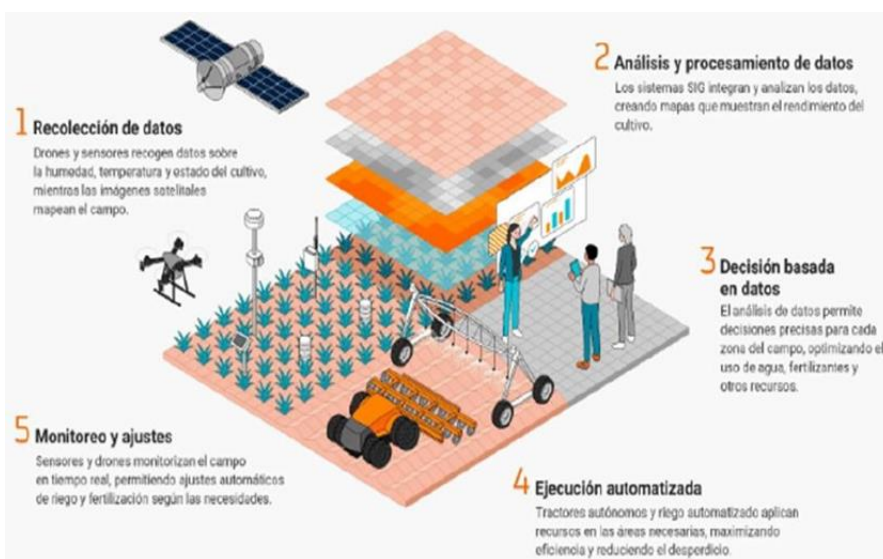 1 Recolección de datos
Drones y sensores recogen datos sobre
la humedad, temperatura y estado del cultivo,
mientras las imágenes satelitales
mapean el campo.
2 Análisis y procesamiento de datos
Los sistemas SIG integran y analizan los datos,
creando mapas que muestran el rendimiento del
cultivo.
3 Decisión basada
en datos
El análisis de datos permite
decisiones precisas para cada
zona del campo, optimizando el
uso de agua, fertilizantes y
otros recursos.
4 Ejecución automatizada
Tractores autónomos y riego automatizado aplican
recursos en las áreas necesarias, maximizando
eficiencia y reduciendo el desperdicio.
5 Monitoreo y ajustes
Sensores y drones monitorizan el campo
en tiempo real, permitiendo ajustes automáticos
de riego y fertilización según las necesidades.